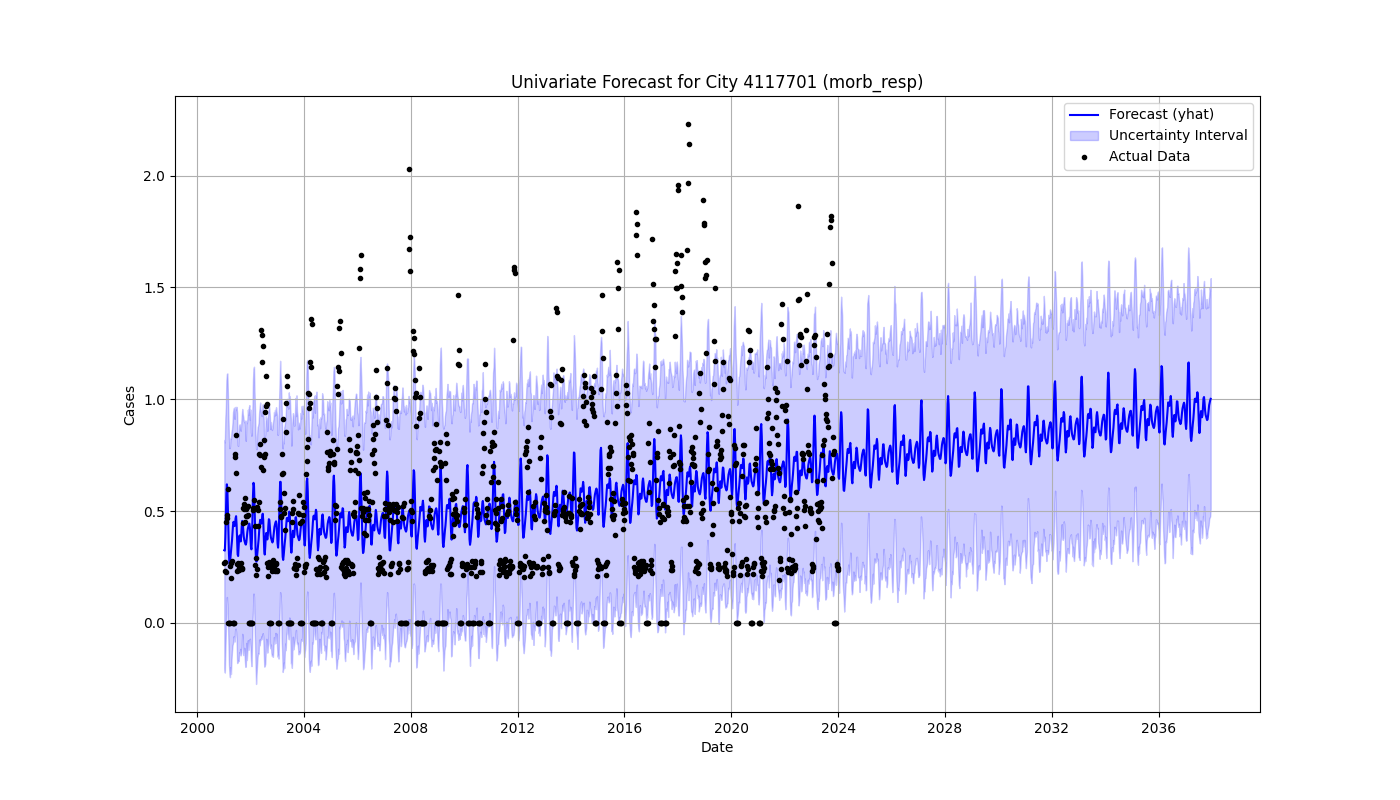 Univariate Forecast for City 4117701 (morb_resp)
Forecast (yhat)
Uncertainty Interval
Actual Data
2.0
1.5
1.0
0.5
0.0
Cases
2000 2004 2008 2012 2016 2020 2024 2028 2032 2036
Date